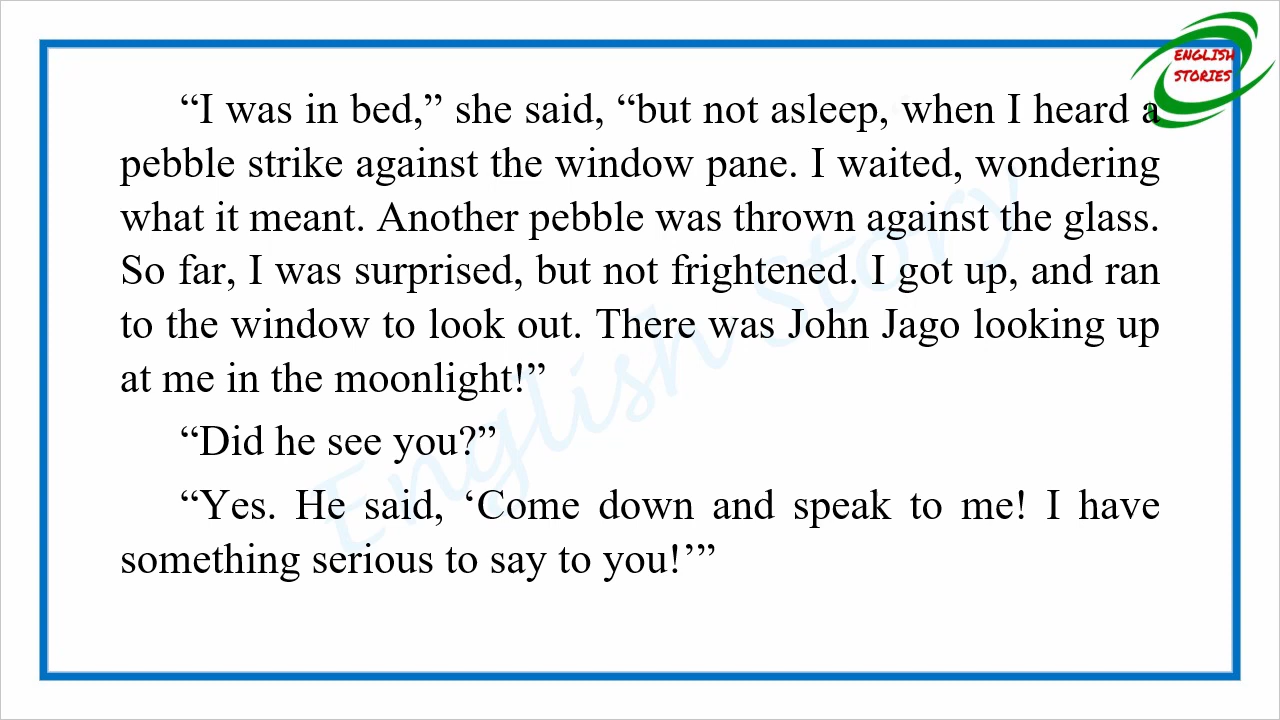 ENGLISH
STORIES
“I was in bed,” she said, “but not asleep, when I heard a
pebble strike against the window pane. I waited, wondering
what it meant. Another pebble was thrown against the glass.
So far, I was surprised, but not frightened. I got up, and ran
to the window to look out. There was John Jago looking up
at me in the moonlight!”
“Did he see you?”
“Yes. He said, ‘Come down and speak to me! I have
something serious to say to you!’”
English Story